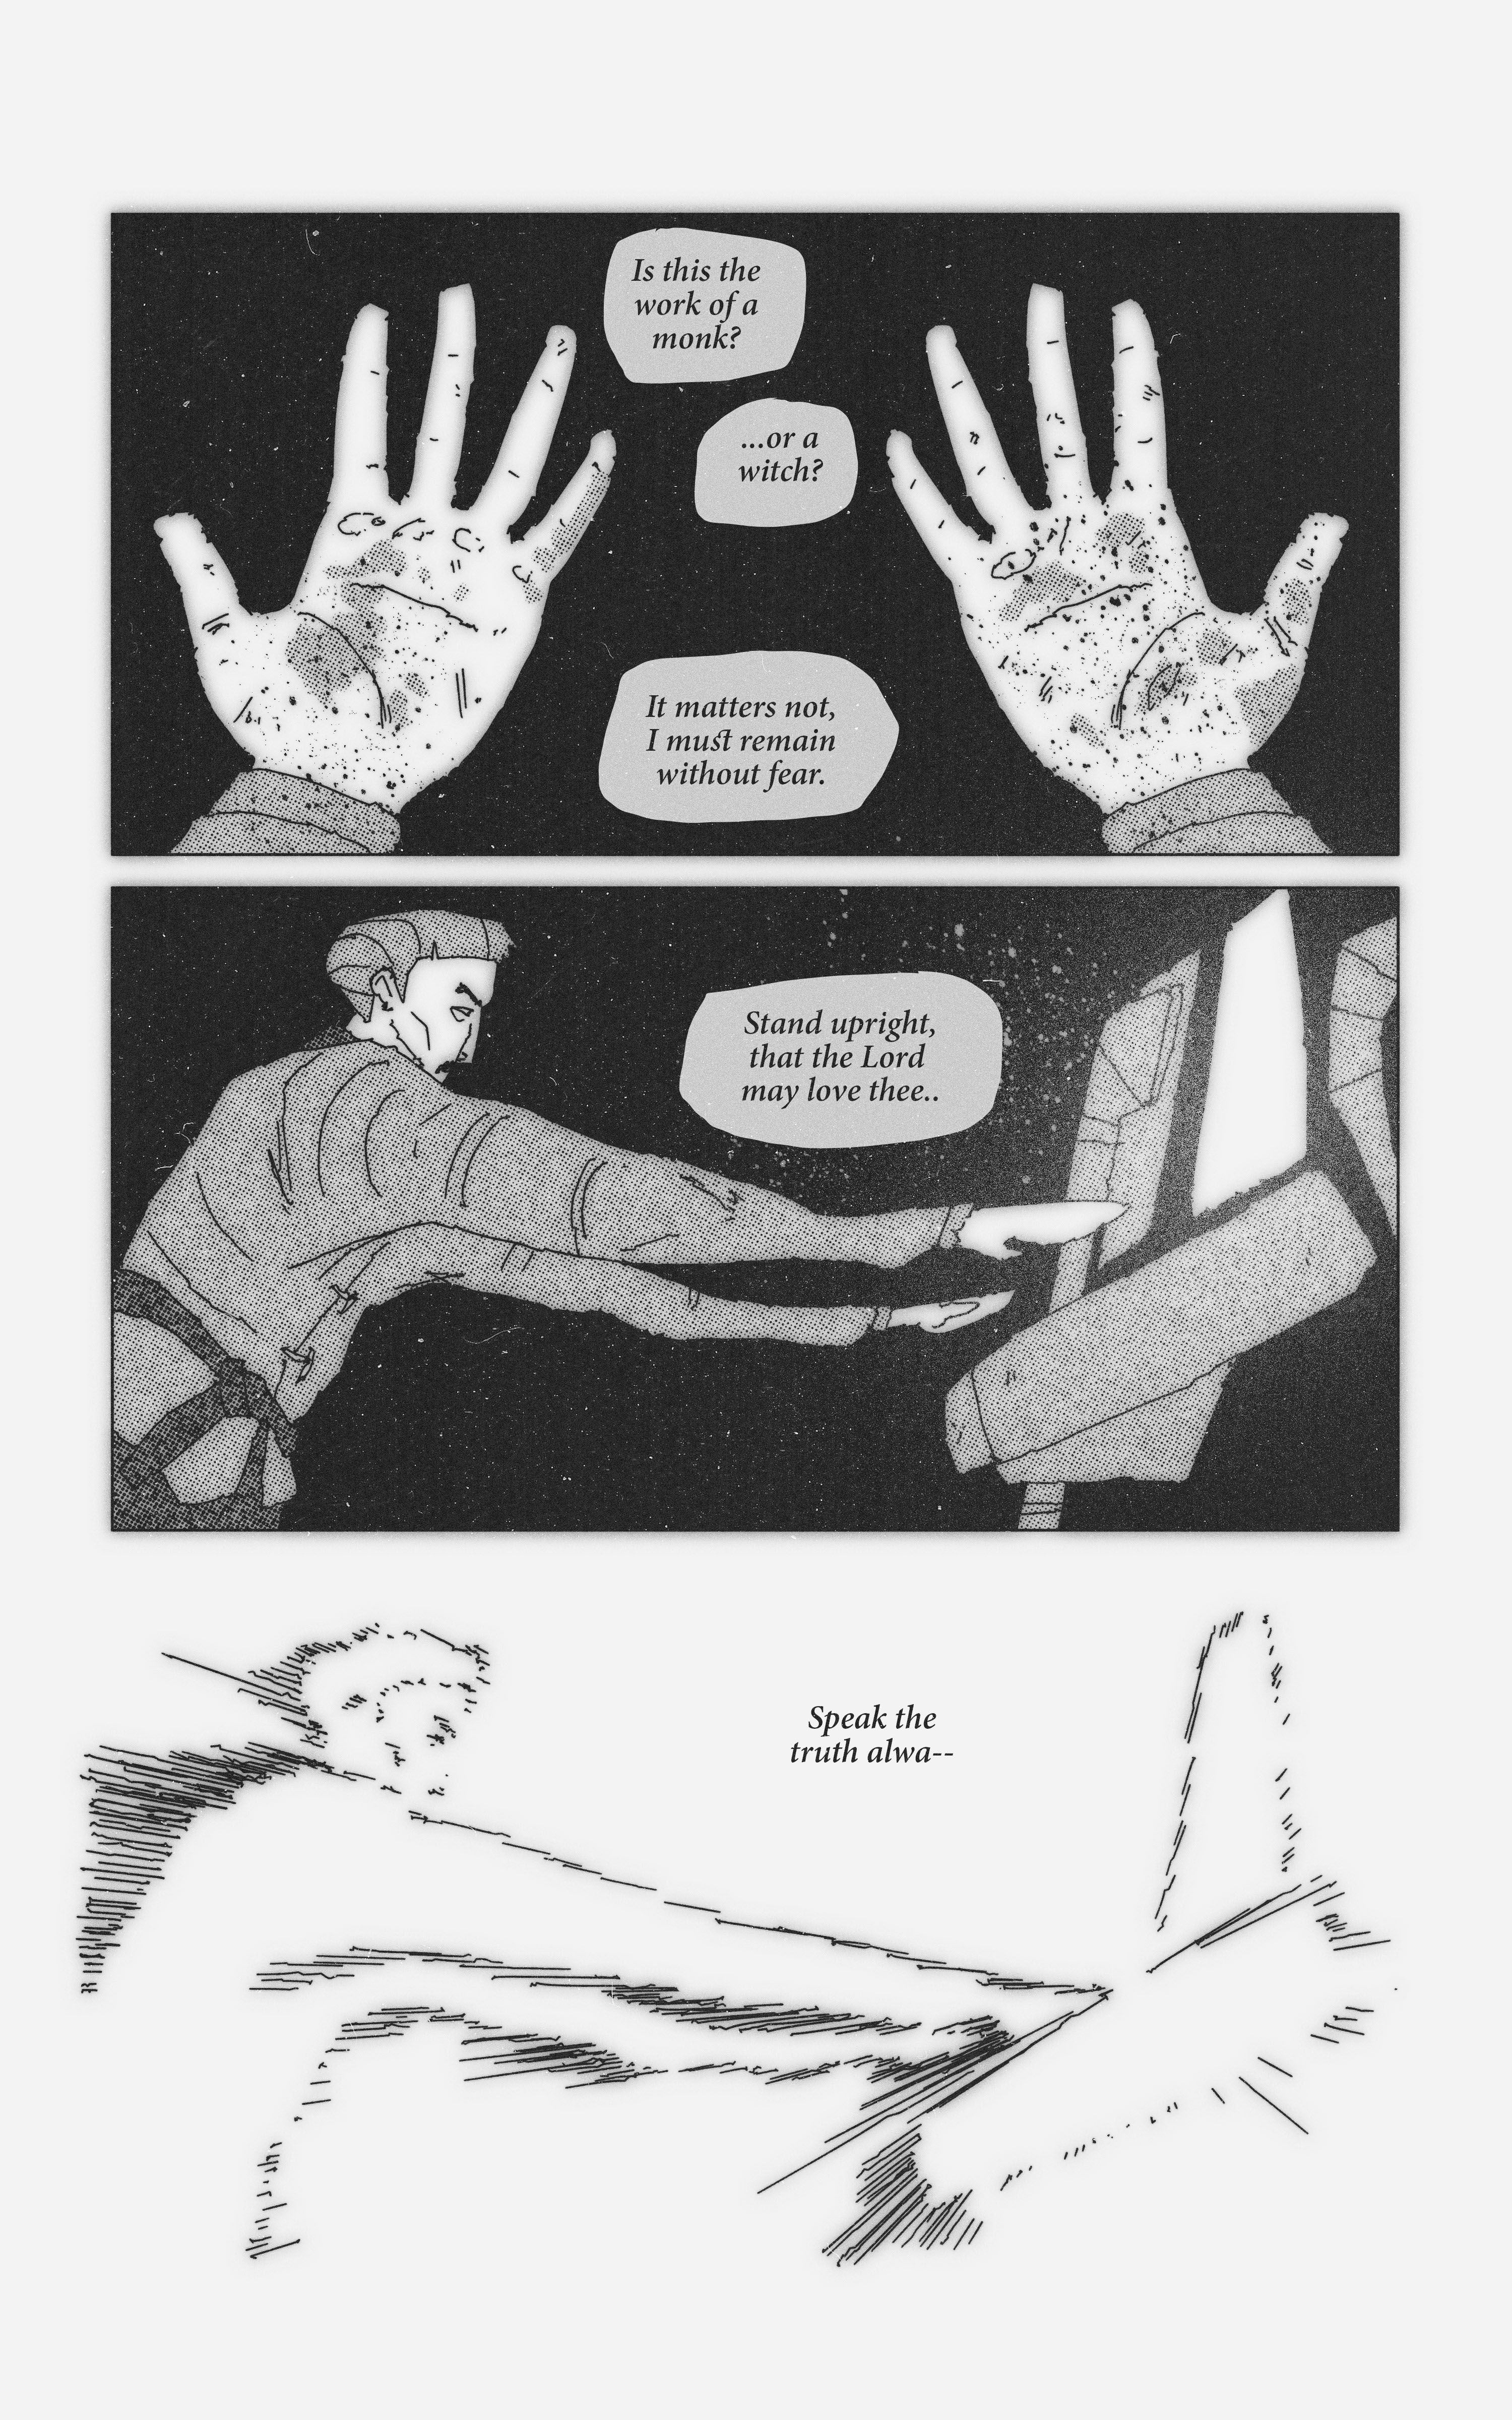 Is this the
work of a
monk?
...or a
witch?
It matters not,
I must remain
without fear.
Stand upright,
that the Lord
may love thee..
Speak the
truth alwa--